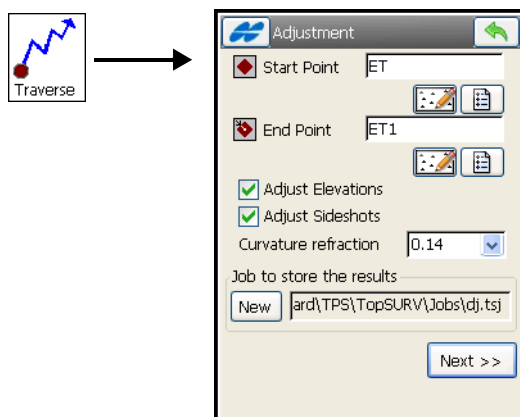 Traverse
Adjustment
Start Point ET
End Point ET1
Adjust Elevations
Adjust Sideshots
Curvature refraction 0.14
Job to store the results
New ard\TPS\TopSURV\Jobs\dj.tsj
Next >>